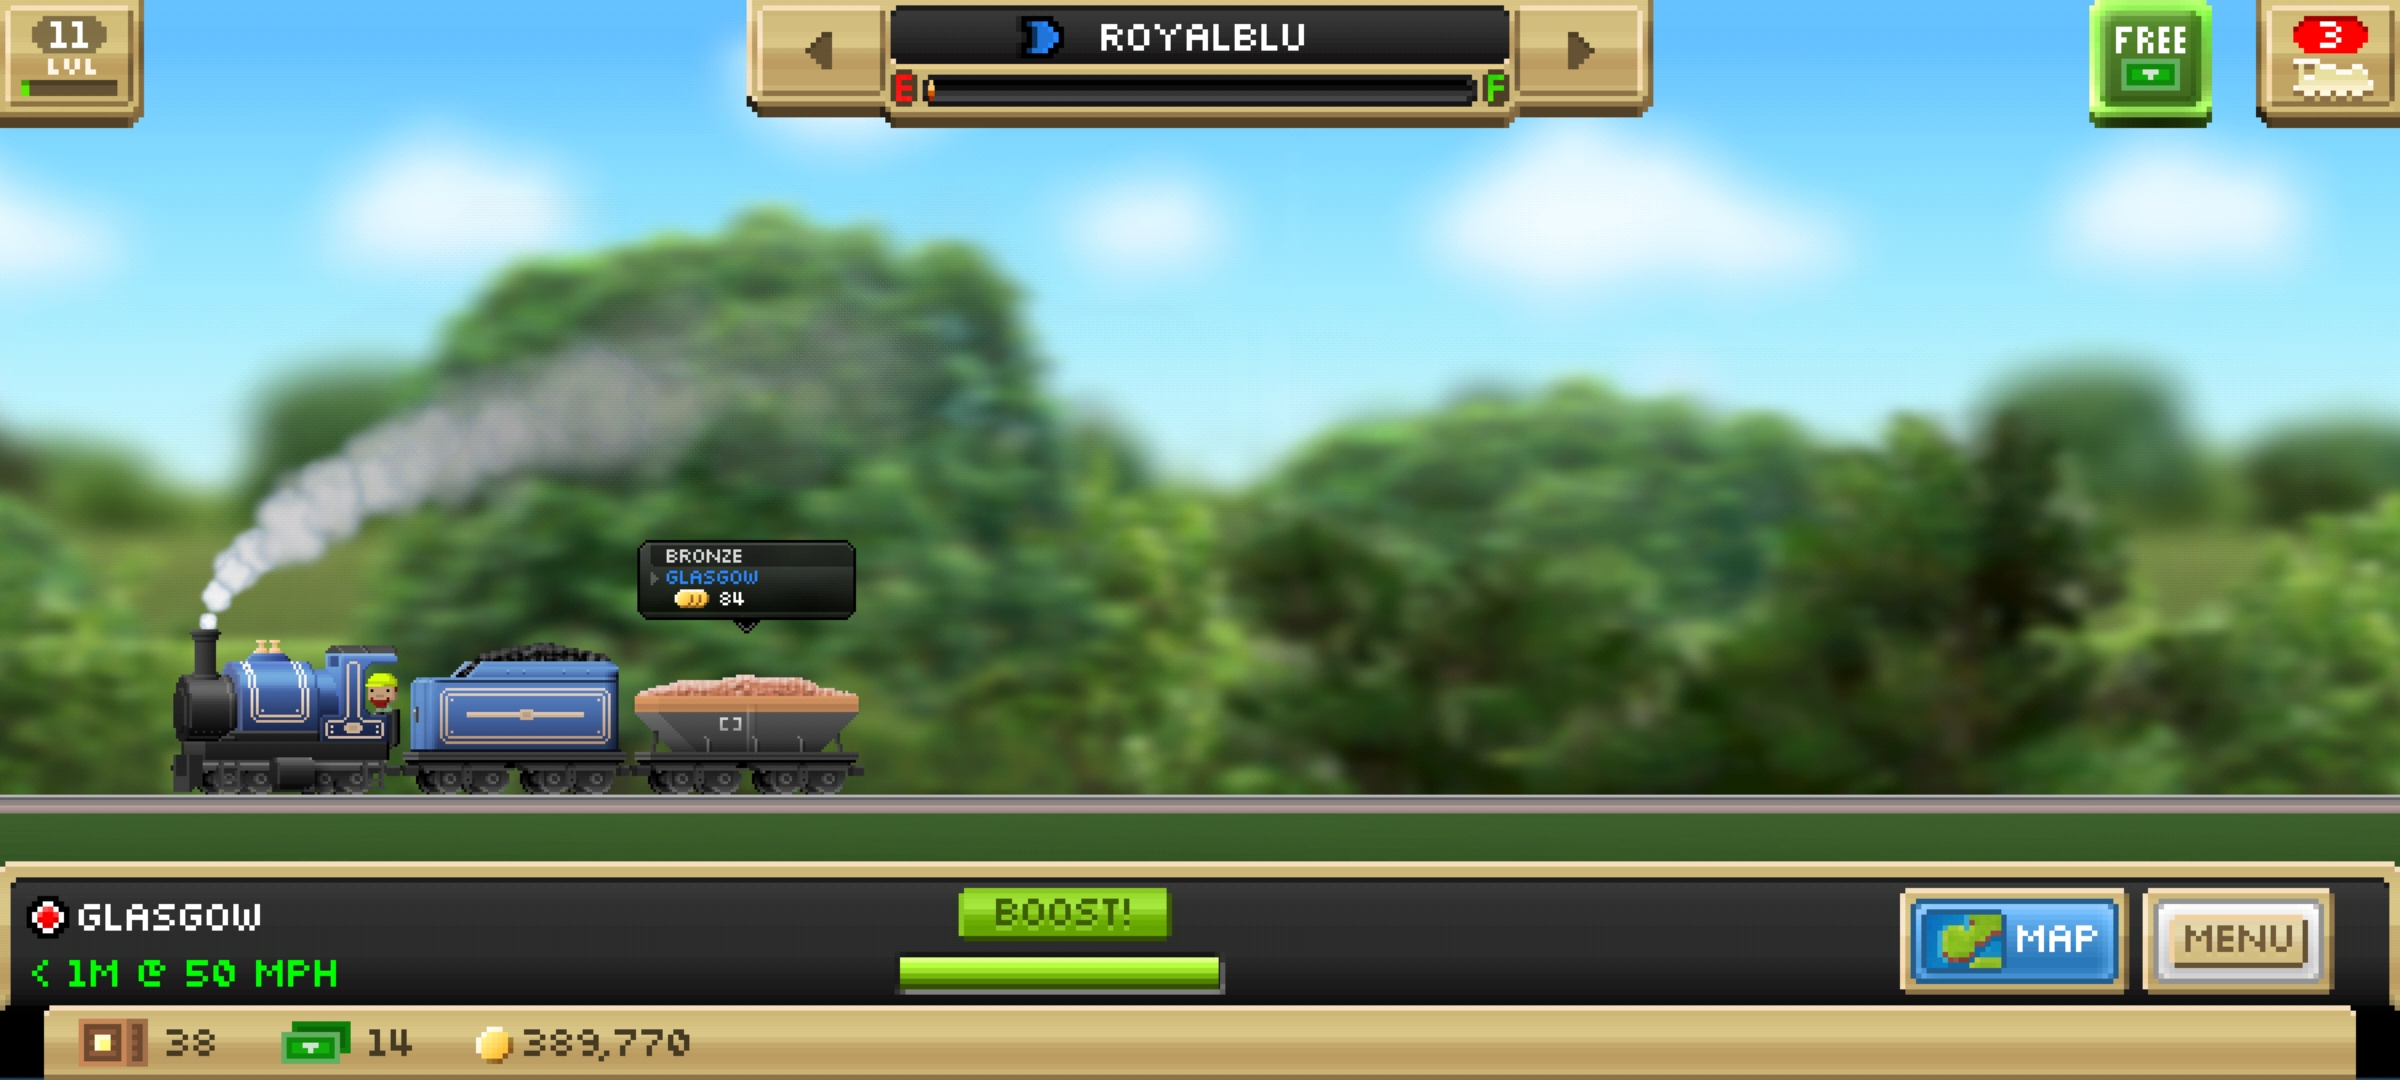 11
LVL
ROYALBLU
E F
FREE
3
BRONZE
GLASGOW
84
GLASGOW
< 1M @ 50 MPH
BOOST!
MAP
MENU
38
14
389,770